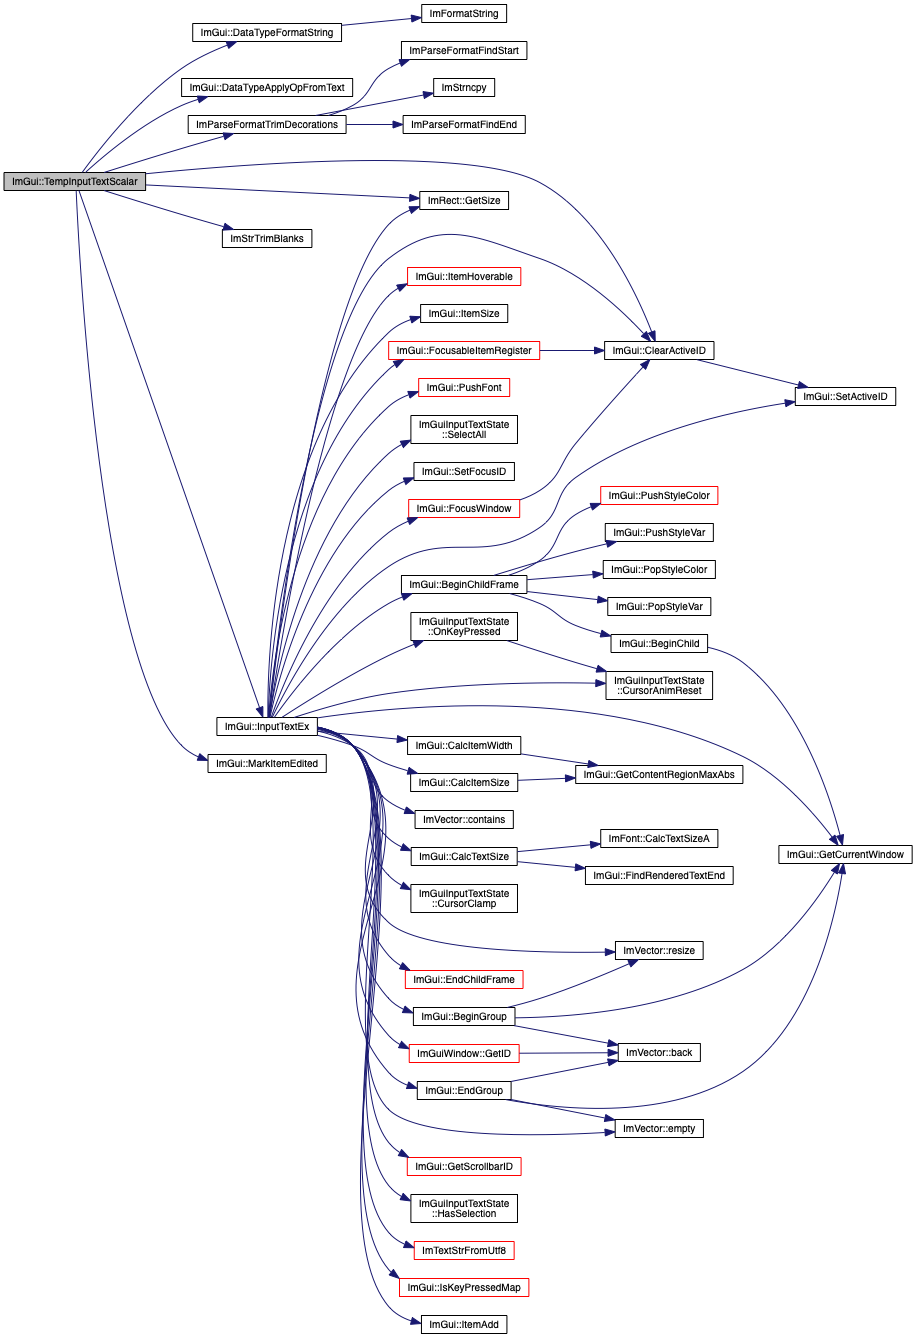 ImFormatString
ImGui::DataTypeFormatString
ImParseFormatFindStart
ImGui::DataTypeApplyOpFromText
ImStrncpy
ImParseFormatTrimDecorations
ImParseFormatFindEnd
ImGui::TempInputTextScalar
ImRect::GetSize
ImStrTrimBlanks
ImGui::ItemHoverable
ImGui::ItemSize
ImGui::FocusableItemRegister
ImGui::ClearActiveID
ImGui::PushFont
ImGui::SetActiveID
ImGuiInputTextState
::SelectAll
ImGui::SetFocusID
ImGui::PushStyleColor
ImGui::FocusWindow
ImGui::PushStyleVar
ImGui::PopStyleColor
ImGui::BeginChildFrame
ImGui::PopStyleVar
ImGuiInputTextState
::OnKeyPressed
ImGui::BeginChild
ImGuiInputTextState
::CursorAnimReset
ImGui::InputTextEx
ImGui::CalcItemWidth
ImGui::MarkItemEdited
ImGui::GetContentRegionMaxAbs
ImGui::CalcItemSize
ImVector::contains
ImFont::CalcTextSizeA
ImGui::CalcTextSize
ImGui::GetCurrentWindow
ImGui::FindRenderedTextEnd
ImGuiInputTextState
::CursorClamp
ImVector::resize
ImGui::EndChildFrame
ImGui::BeginGroup
ImGuiWindow::GetID
ImVector::back
ImGui::EndGroup
ImVector::empty
ImGui::GetScrollbarID
ImGuiInputTextState
::HasSelection
ImTextStrFromUtf8
ImGui::IsKeyPressedMap
ImGui::ItemAdd